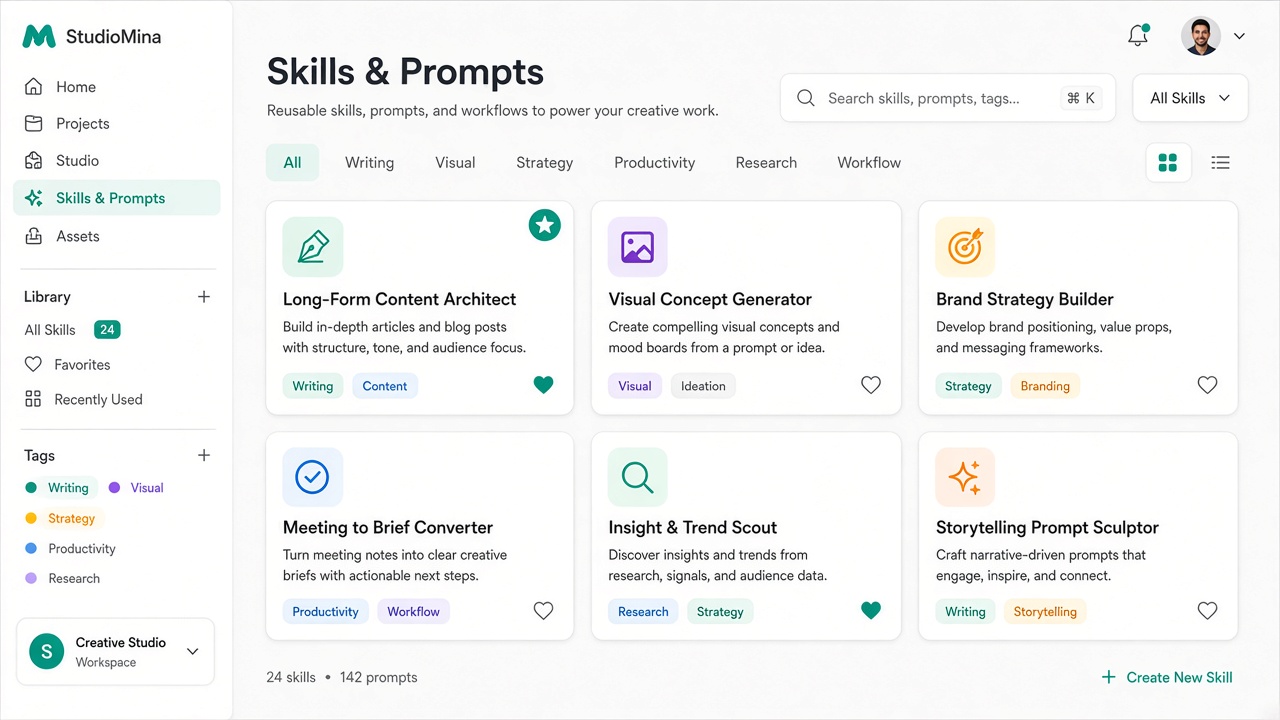 StudioMina
Home
Projects
Studio
Skills & Prompts
Assets
Library
All Skills 24
Favorites
Recently Used
Tags
Writing Visual
Strategy
Productivity
Research
S
Creative Studio
Workspace
Skills & Prompts
Reusable skills, prompts, and workflows to power your creative work.
Search skills, prompts, tags... ⌘ K
All Skills
All Writing Visual Strategy Productivity Research Workflow
Long-Form Content Architect
Build in-depth articles and blog posts
with structure, tone, and audience focus.
Writing Content
Visual Concept Generator
Create compelling visual concepts and
mood boards from a prompt or idea.
Visual Ideation
Brand Strategy Builder
Develop brand positioning, value props,
and messaging frameworks.
Strategy Branding
Meeting to Brief Converter
Turn meeting notes into clear creative
briefs with actionable next steps.
Productivity Workflow
Insight & Trend Scout
Discover insights and trends from
research, signals, and audience data.
Research Strategy
Storytelling Prompt Sculptor
Craft narrative-driven prompts that
engage, inspire, and connect.
Writing Storytelling
24 skills • 142 prompts
+ Create New Skill